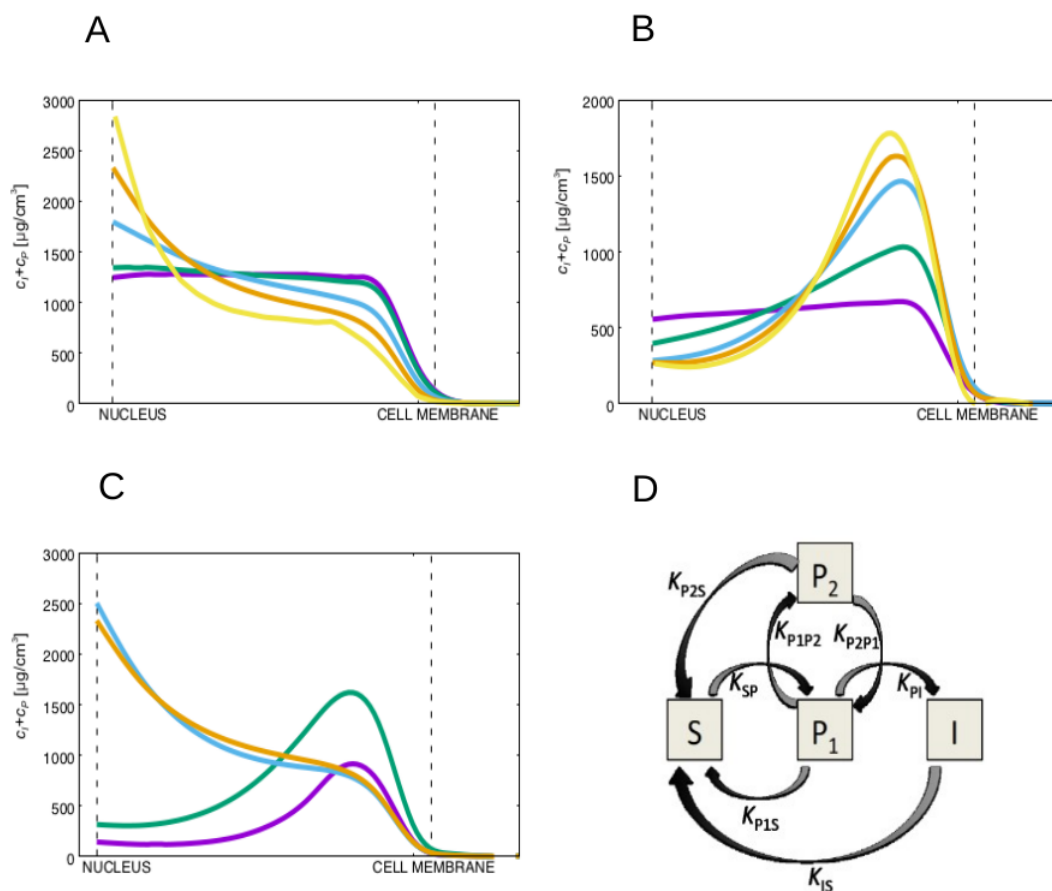 A
3000
2500
2000
1500
1000
500
0
c_I+c_P [µg/cm³]
NUCLEUS
CELL MEMBRANE
B
2000
1500
1000
500
0
c_I+c_P [µg/cm³]
NUCLEUS
CELL MEMBRANE
C
3000
2500
2000
1500
1000
500
0
c_I+c_P [µg/cm³]
NUCLEUS
CELL MEMBRANE
D
P₂
K_P2S
K_P1P2
K_P2P1
K_SP
K_PI
S
P₁
I
K_P1S
K_IS